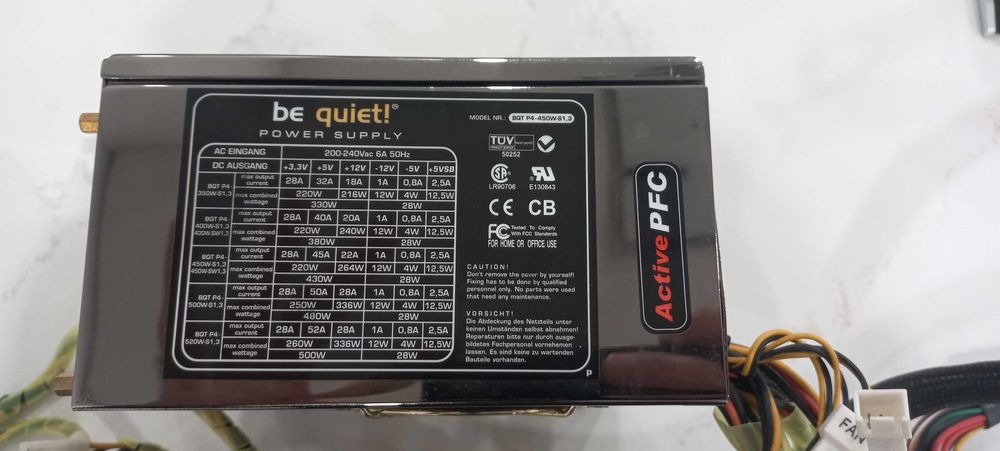 be quiet!®
POWER SUPPLY
MODEL NR.: BQT P4-450W-S1,3
AC EINGANG 200-240Vac 6A 50Hz
DC AUSGANG +3,3V +5V +12V -12V -5V +5VSB
BQT P4-350W-S1,3 max output current 28A 32A 18A 1A 0,8A 2,5A
max combined wattage 220W 216W 12W 4W 12,5W
330W 28W
BQT P4-400W-S1,3 400W-SW1,3 max output current 28A 40A 20A 1A 0,8A 2,5A
max combined wattage 220W 240W 12W 4W 12,5W
380W 28W
BQT P4-450W-S1,3 450W-SW1,3 max output current 28A 45A 22A 1A 0,8A 2,5A
max combined wattage 220W 264W 12W 4W 12,5W
430W 28W
BQT P4-500W-S1,3 max output current 28A 50A 28A 1A 0,8A 2,5A
max combined wattage 250W 336W 12W 4W 12,5W
480W 28W
BQT P4-520W-S1,3 max output current 28A 52A 28A 1A 0,8A 2,5A
max combined wattage 260W 336W 12W 4W 12,5W
500W 28W
TÜV
PRODUCT SERVICE
50252
LR90706 E130843
CE CB
FC Tested To Comply
With FCC Standards
FOR HOME OR OFFICE USE
CAUTION!
Don't remove the cover by yourself!
Fixing has to be done by qualified
personnel only. No parts were used
that need any maintenance.
VORSICHT!
Die Abdeckung des Netzteils unter
keinen Umständen selbst abnehmen!
Reparaturen bitte nur durch ausge-
bildetes Fachpersonal vornehmen
lassen. Es sind keine zu wartenden
Bauteile vorhanden.
P
Active PFC
FAN